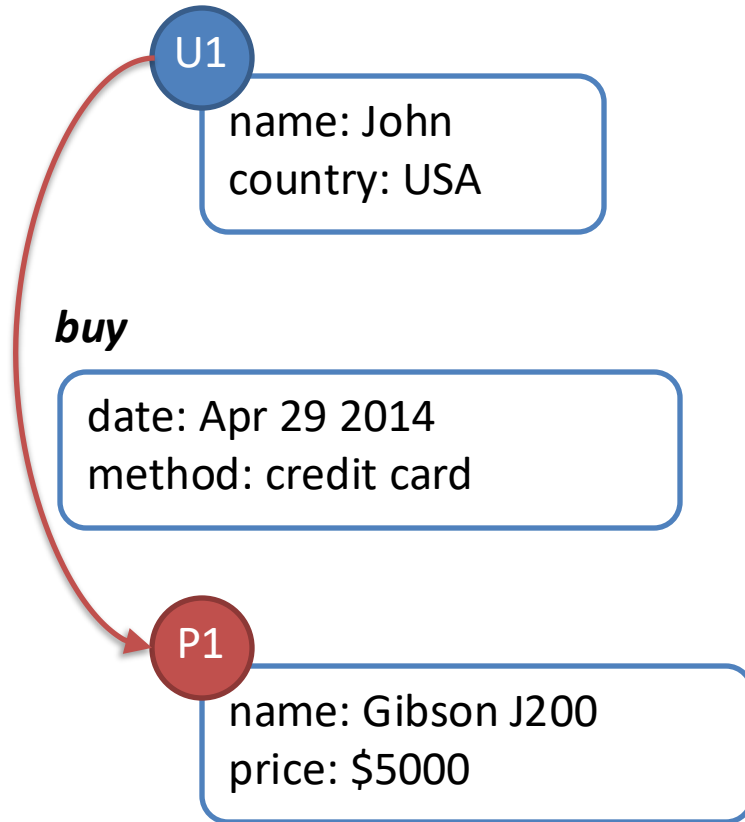 U1
name: John
country: USA
buy
date: Apr 29 2014
method: credit card
P1
name: Gibson J200
price: $5000